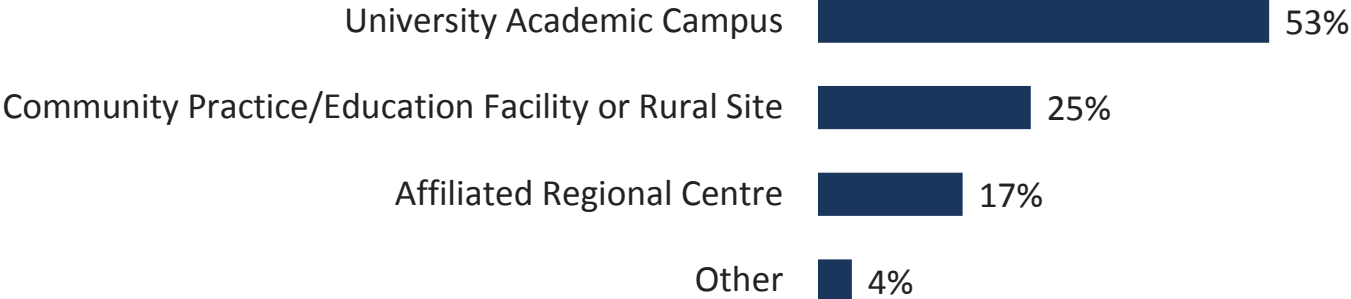 University Academic Campus 53%
Community Practice/Education Facility or Rural Site 25%
Affiliated Regional Centre 17%
Other 4%